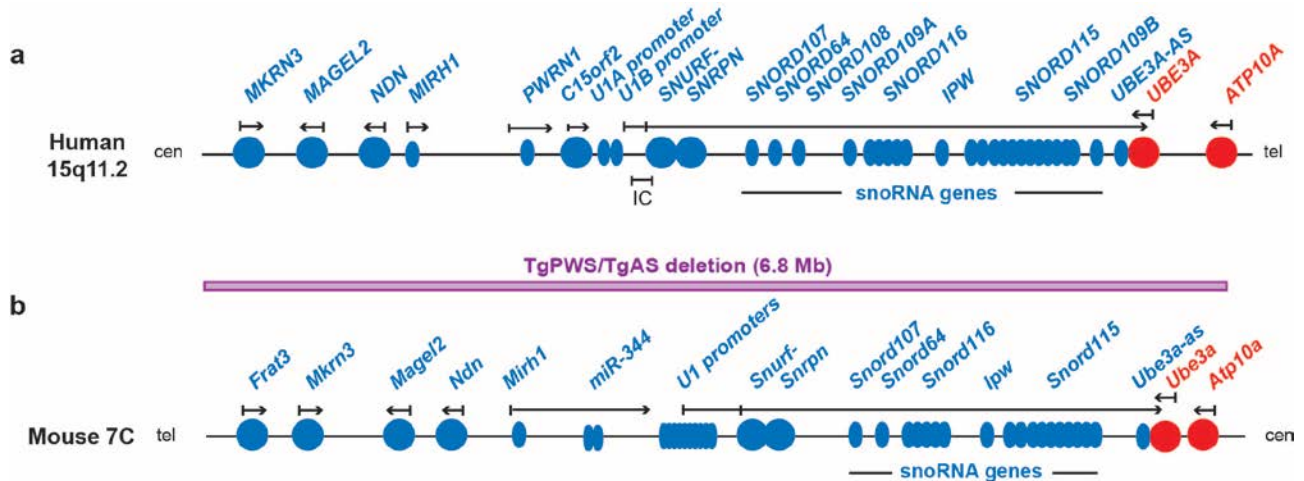 a
MKRN3 MAGEL2 NDN MIRH1 PWRN1 C15orf2 U1A promoter U1B promoter SNURF- SNRPN SNORD107 SNORD64 SNORD108 SNORD109A SNORD116 IPW SNORD115 SNORD109B UBE3A-AS UBE3A ATP10A
Human
15q11.2
cen
tel
IC
snoRNA genes
TgPWS/TgAS deletion (6.8 Mb)
b
Frat3 Mkrn3 Magel2 Ndn Mirh1 miR-344 U1 promoters Snurf- Snrpn Snord107 Snord64 Snord116 Ipw Snord115 Ube3a-as Ube3a Atp10a
Mouse 7C
tel
cen
snoRNA genes